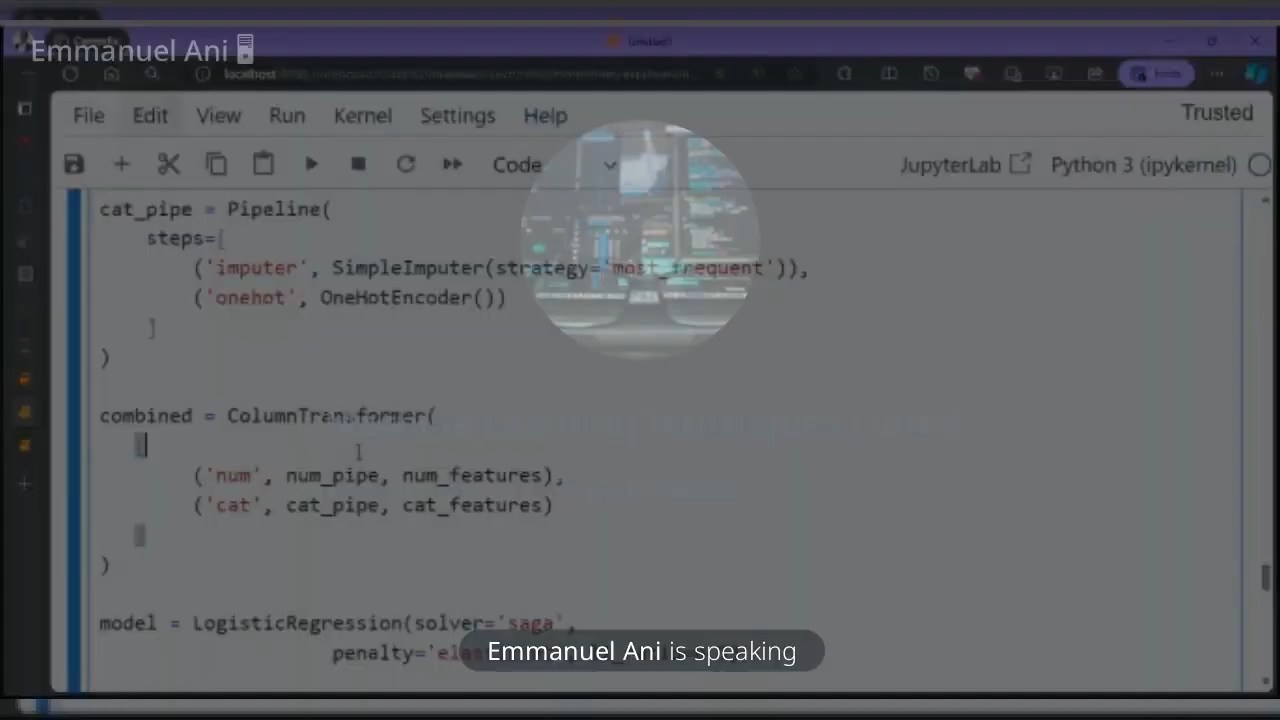 Emmanuel Ani
localhost
File Edit View Run Kernel Settings Help Trusted
Code JupyterLab Python 3 (ipykernel)
cat_pipe = Pipeline(
steps=[
('imputer', SimpleImputer(strategy='most_frequent')),
('onehot', OneHotEncoder())
]
)
combined = ColumnTransformer(
[
('num', num_pipe, num_features),
('cat', cat_pipe, cat_features)
]
)
model = LogisticRegression(solver='saga',
penalty='
Emmanuel Ani is speaking